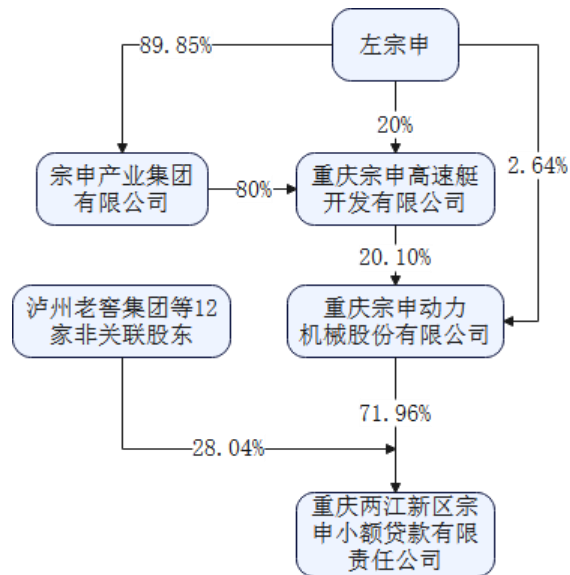 左宗申
89.85%
20%
2.64%
宗申产业集团
有限公司
80%
重庆宗申高速艇
开发有限公司
20.10%
泸州老窖集团等12
家非关联股东
重庆宗申动力
机械股份有限公司
71.96%
28.04%
重庆两江新区宗
申小额贷款有限
责任公司